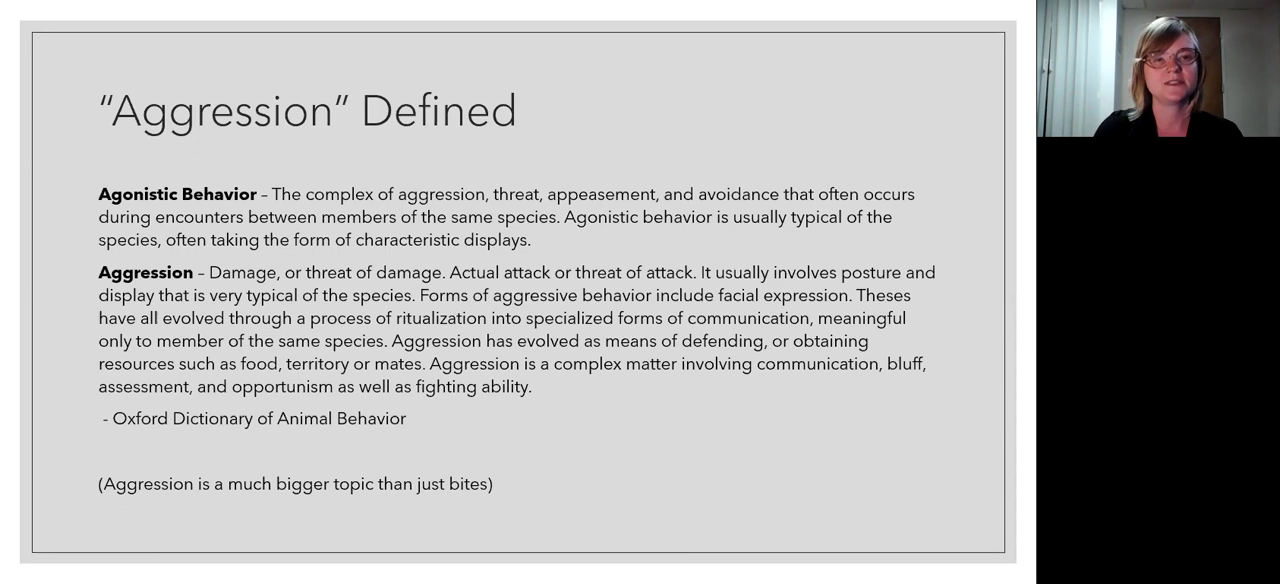 “Aggression” Defined
Agonistic Behavior – The complex of aggression, threat, appeasement, and avoidance that often occurs
during encounters between members of the same species. Agonistic behavior is usually typical of the
species, often taking the form of characteristic displays.
Aggression – Damage, or threat of damage. Actual attack or threat of attack. It usually involves posture and
display that is very typical of the species. Forms of aggressive behavior include facial expression. Theses
have all evolved through a process of ritualization into specialized forms of communication, meaningful
only to member of the same species. Aggression has evolved as means of defending, or obtaining
resources such as food, territory or mates. Aggression is a complex matter involving communication, bluff,
assessment, and opportunism as well as fighting ability.
- Oxford Dictionary of Animal Behavior
(Aggression is a much bigger topic than just bites)